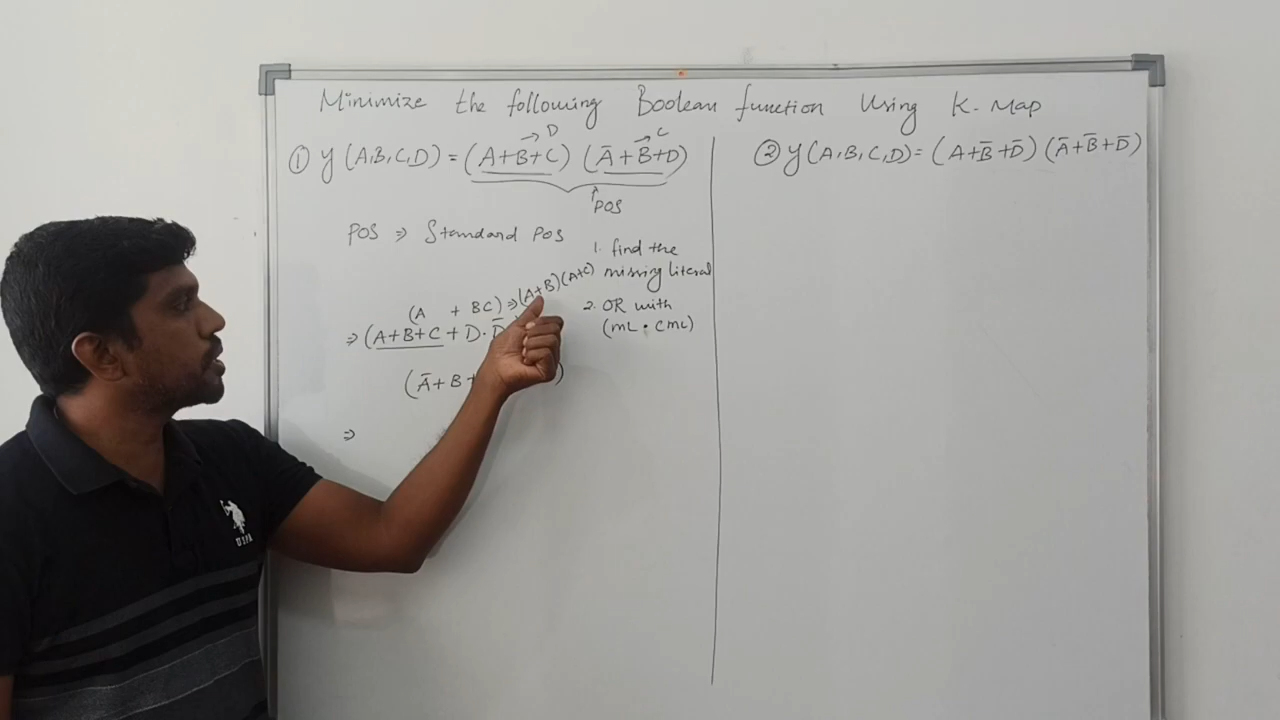 Minimize the following Boolean function Using K-Map
→ D → C
① Y(A,B,C,D) = (A+B+C) (Ā+B+D)
↑ POS
POS ⇒ Standard POS
1. find the
missing literal
2. OR with
(ML · CML)
(A + BC) ⇒ (A+B)(A+C)
⇒ (A+B+C + D·D̄
(Ā+B+ )
⇒
② Y(A,B,C,D) = (A+B̄+D̄) (Ā+B̄+D̄)
USPA